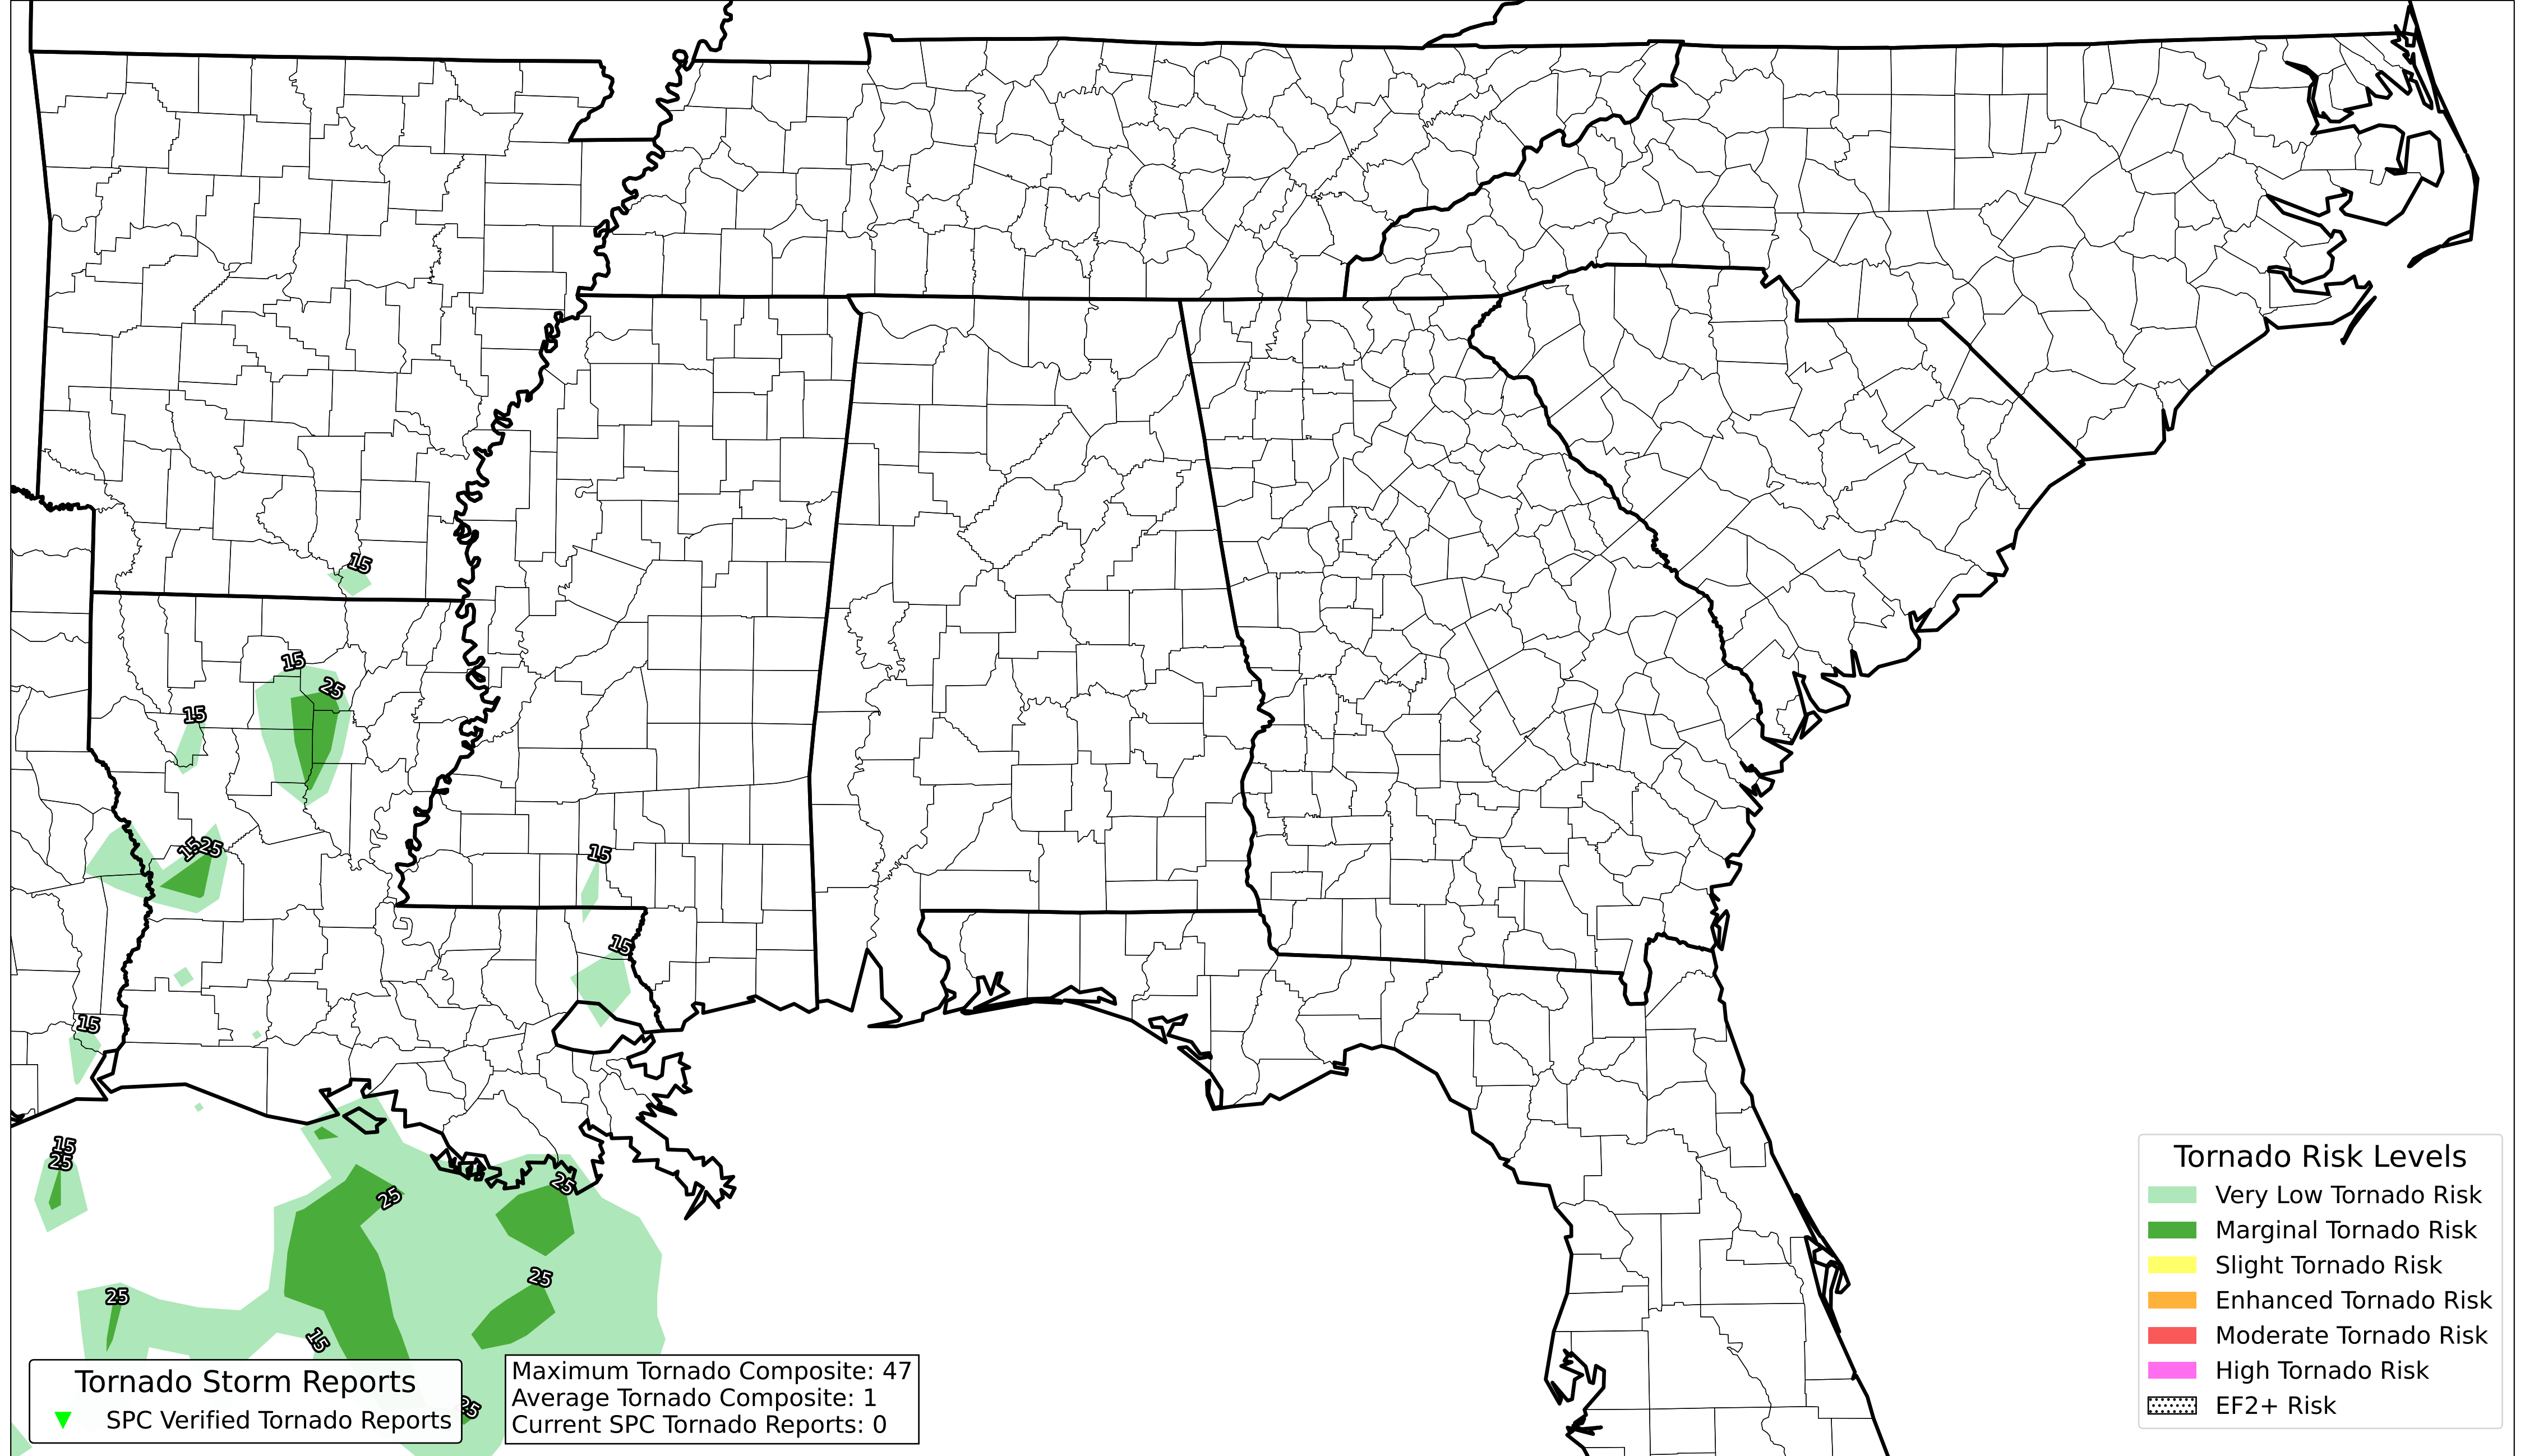 15
15
25
15
15 25
15
15
15
15
25
25
25
25
25
15
25
Tornado Storm Reports
SPC Verified Tornado Reports
Maximum Tornado Composite: 47
Average Tornado Composite: 1
Current SPC Tornado Reports: 0
Tornado Risk Levels
Very Low Tornado Risk
Marginal Tornado Risk
Slight Tornado Risk
Enhanced Tornado Risk
Moderate Tornado Risk
High Tornado Risk
EF2+ Risk